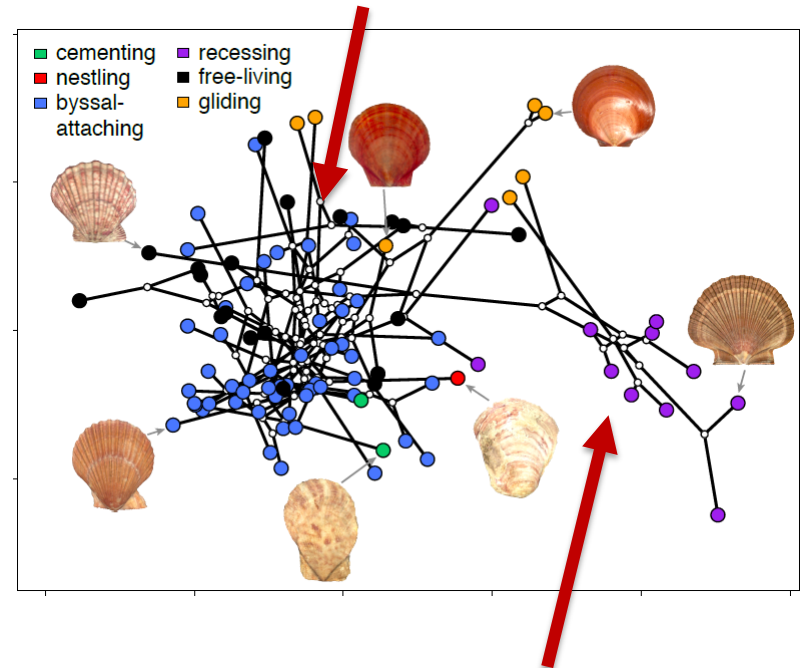 cementing
nestling
byssal-
attaching
recessing
free-living
gliding